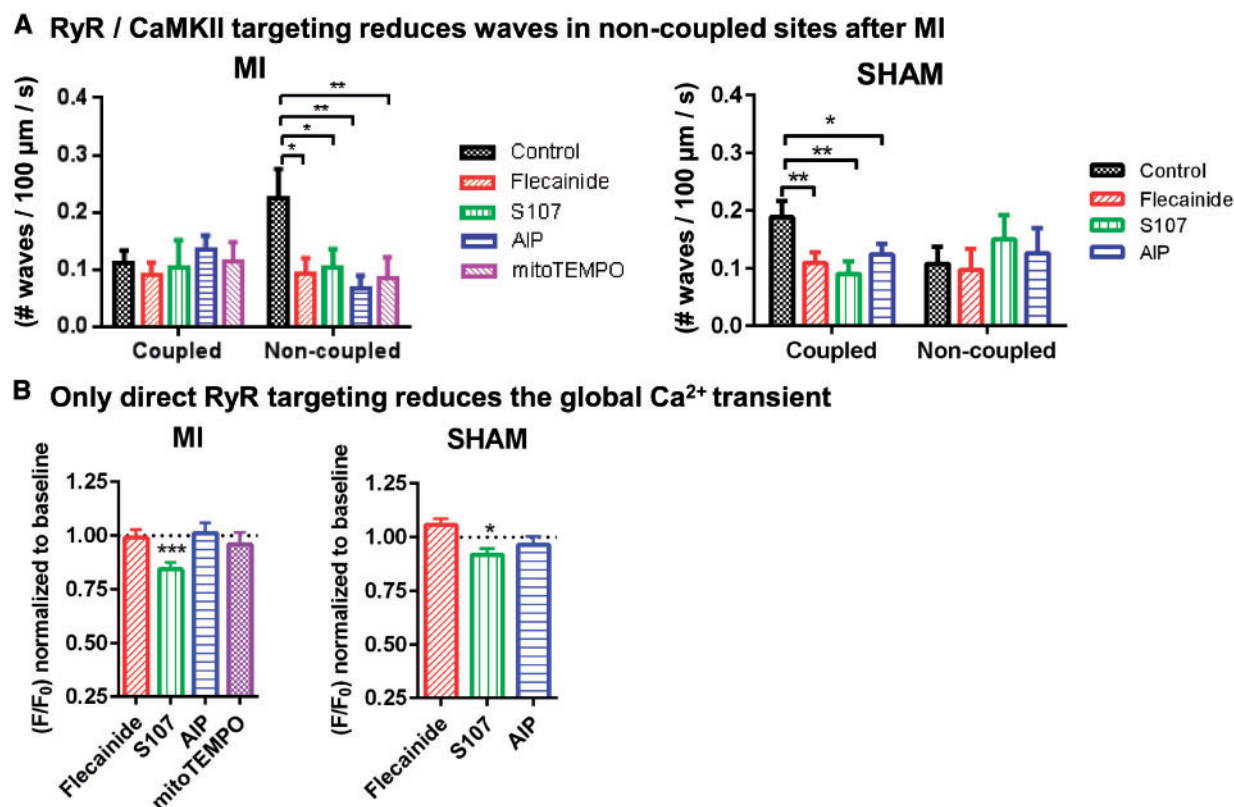 A RyR / CaMKII targeting reduces waves in non-coupled sites after MI
MI
(# waves / 100 µm / s)
0.4
0.3
0.2
0.1
0.0
** 
**
*
*
Coupled
Non-coupled
Control
Flecainide
S107
AIP
mitoTEMPO
SHAM
(# waves / 100 µm / s)
0.4
0.3
0.2
0.1
0.0
*
**
**
Coupled
Non-coupled
Control
Flecainide
S107
AIP
B Only direct RyR targeting reduces the global Ca²⁺ transient
MI
(F/F₀) normalized to baseline
1.25
1.00
0.75
0.50
0.25
***
Flecainide
S107
AIP
mitoTEMPO
SHAM
(F/F₀) normalized to baseline
1.25
1.00
0.75
0.50
0.25
*
Flecainide
S107
AIP